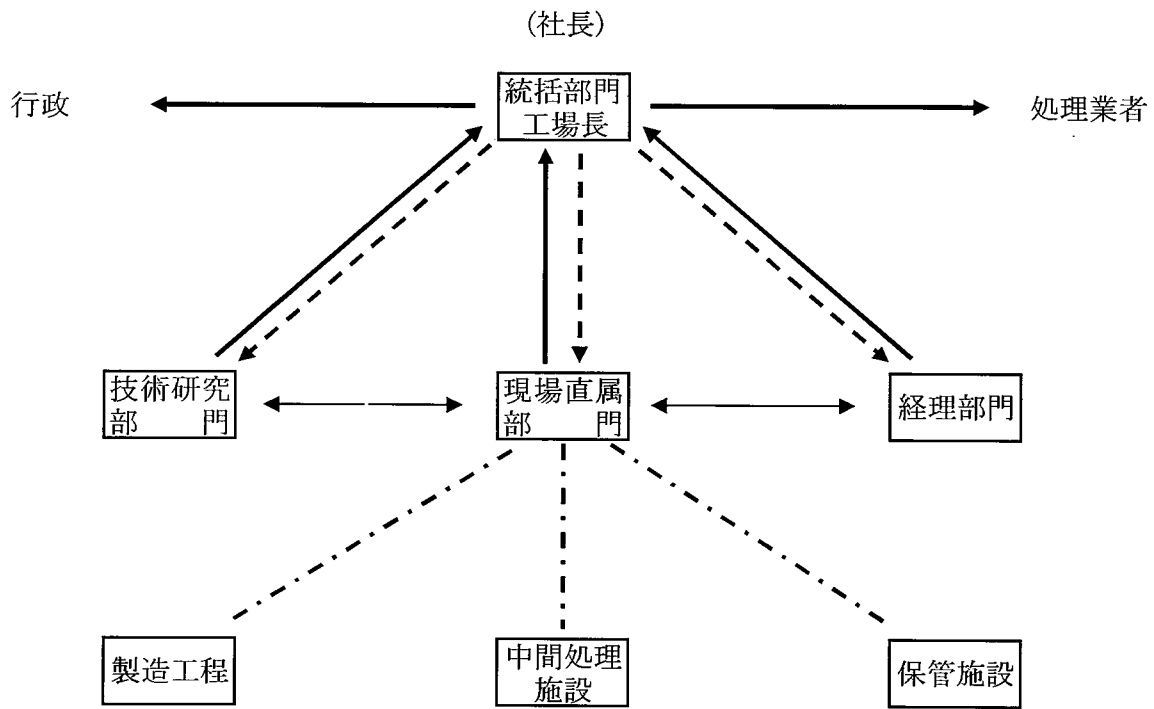 (社長)
行政
統括部門
工場長
処理業者
技術研究
部門
現場直属
部門
経理部門
製造工程
中間処理
施設
保管施設